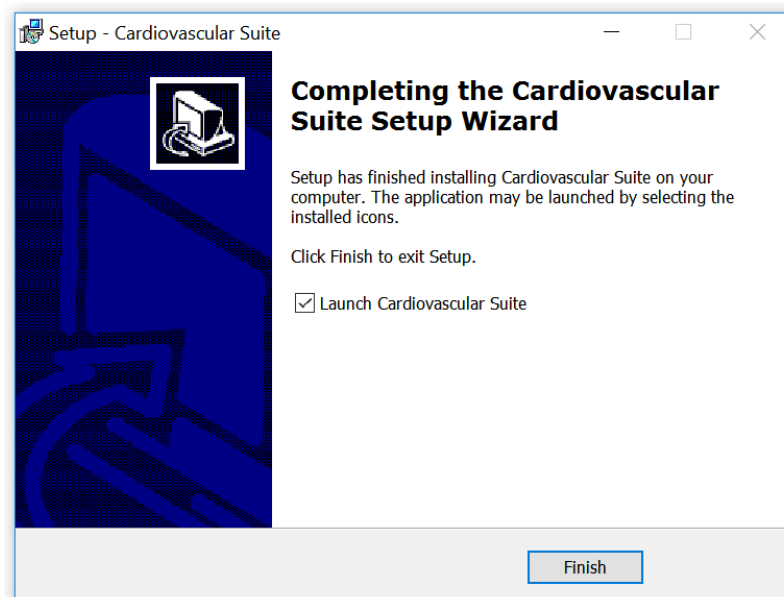 Setup - Cardiovascular Suite
Completing the Cardiovascular
Suite Setup Wizard
Setup has finished installing Cardiovascular Suite on your
computer. The application may be launched by selecting the
installed icons.
Click Finish to exit Setup.
Launch Cardiovascular Suite
Finish